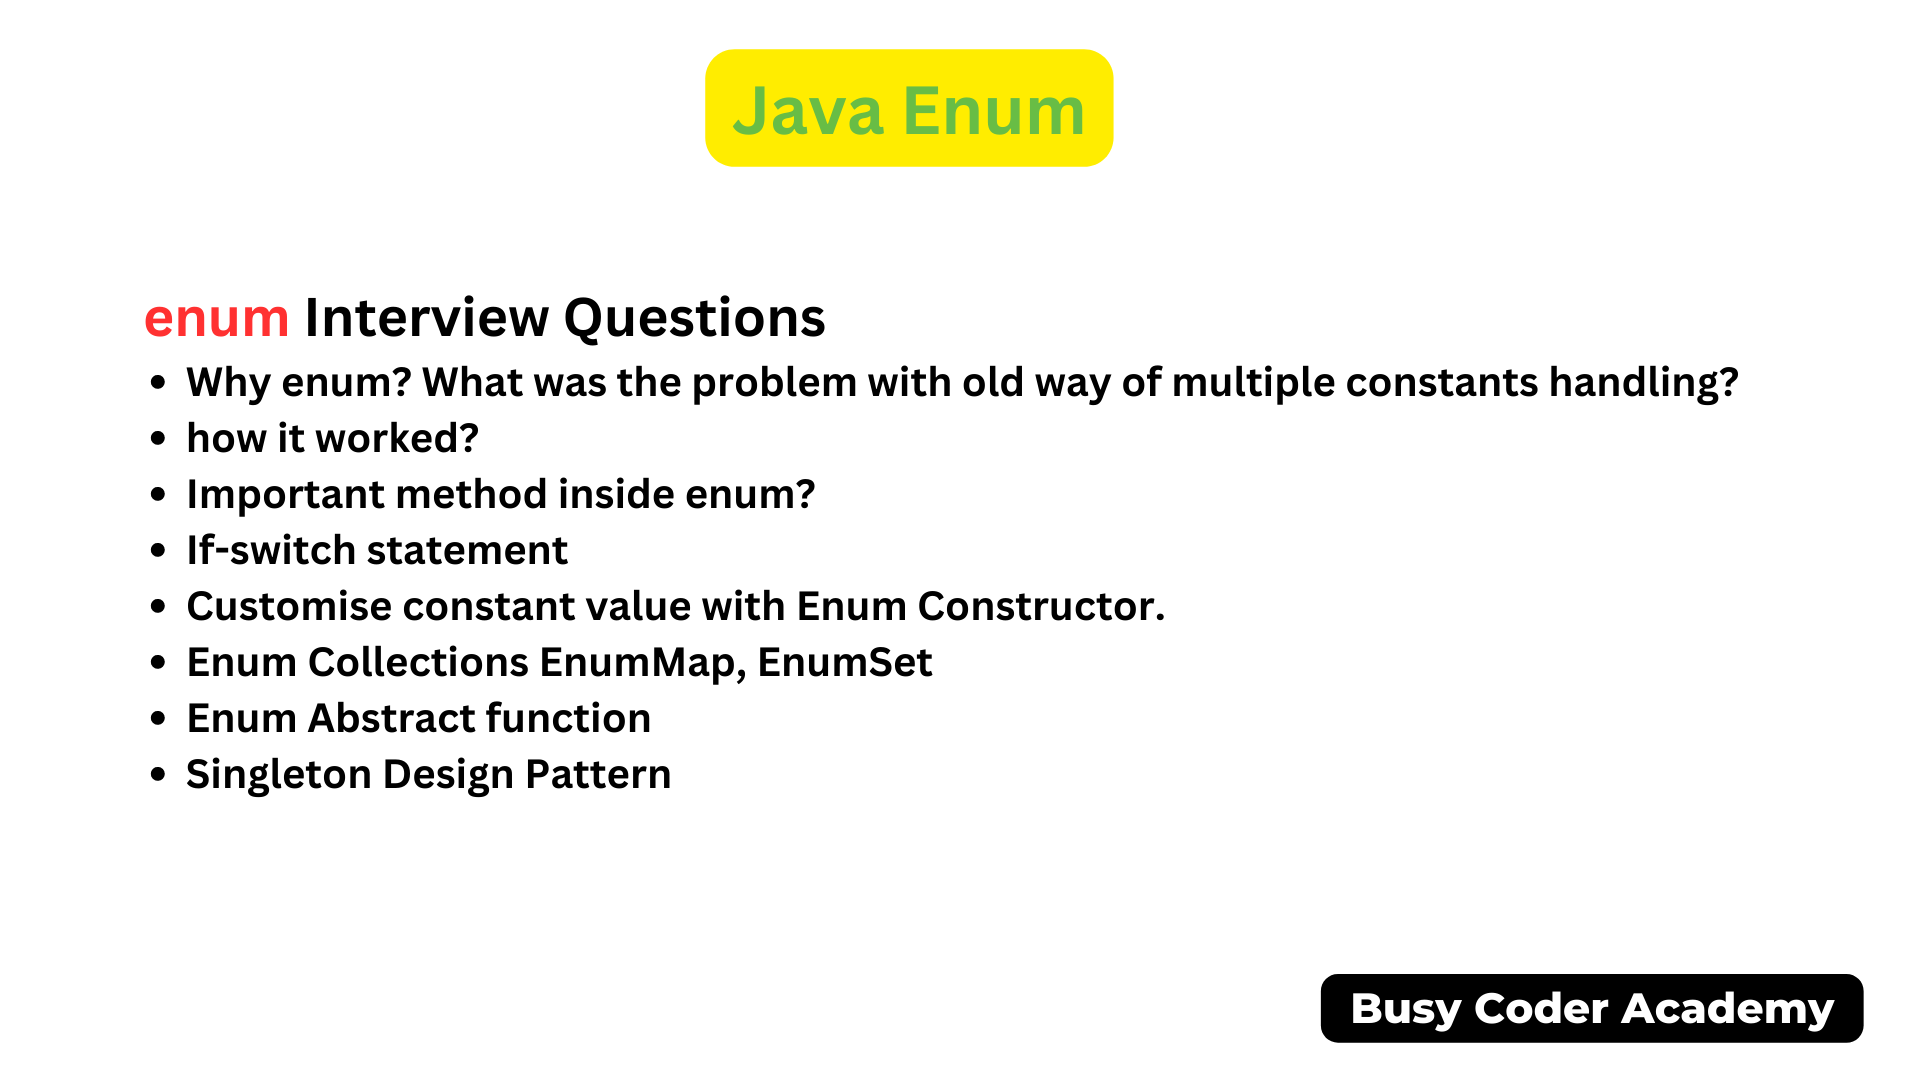 Java Enum
enum Interview Questions
• Why enum? What was the problem with old way of multiple constants handling?
• how it worked?
• Important method inside enum?
• If-switch statement
• Customise constant value with Enum Constructor.
• Enum Collections EnumMap, EnumSet
• Enum Abstract function
• Singleton Design Pattern
Busy Coder Academy